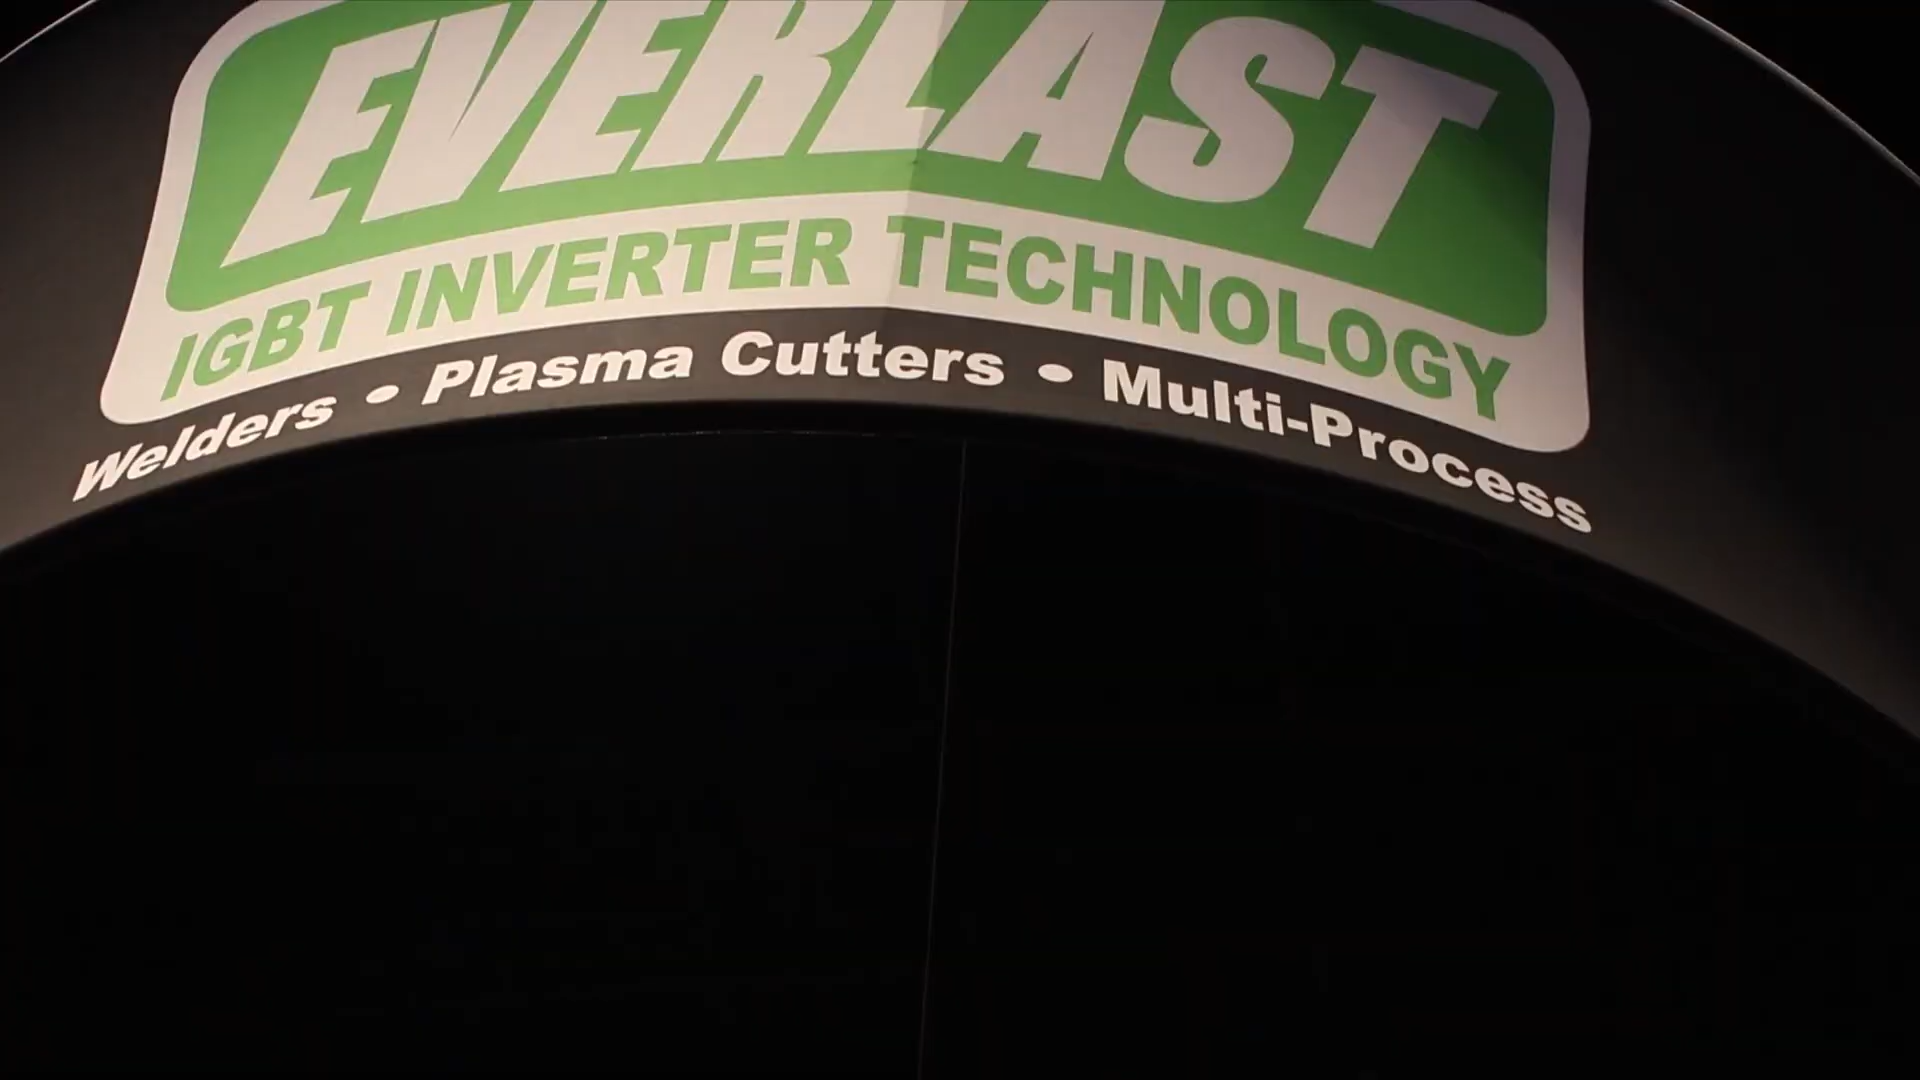 EVERLAST
IGBT INVERTER TECHNOLOGY
Welders • Plasma Cutters • Multi-Process